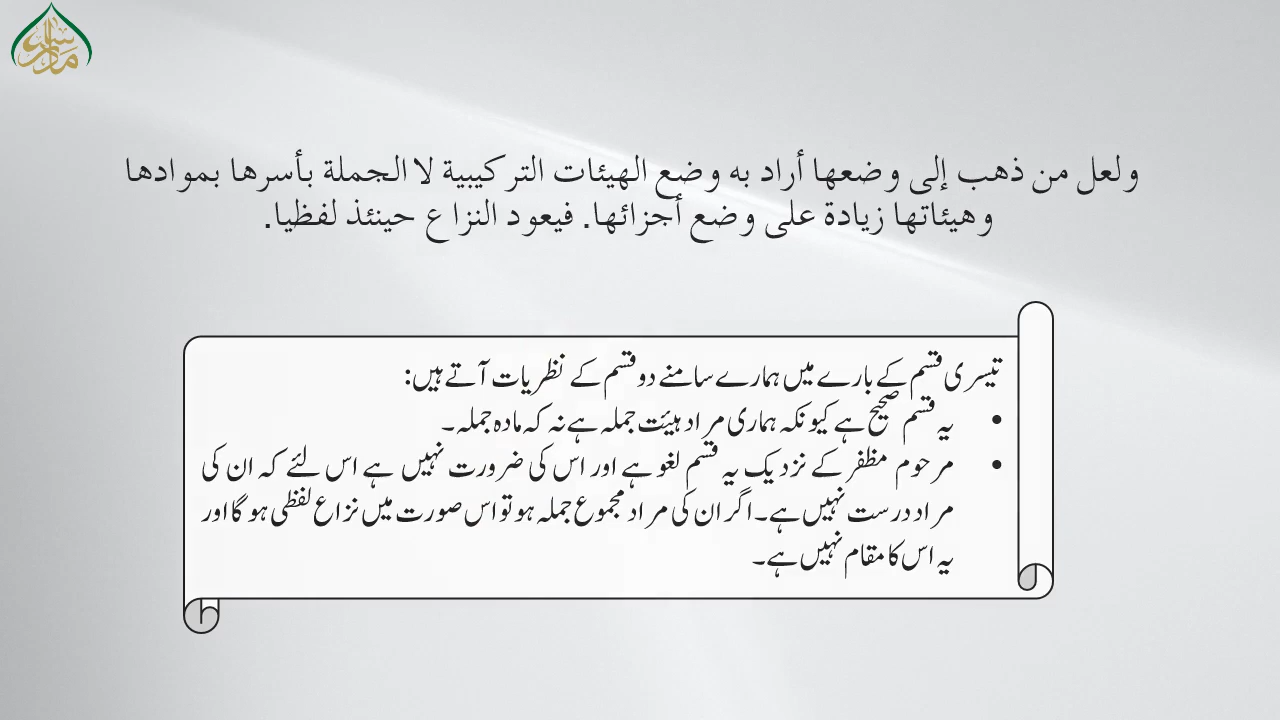 ولعل من ذهب إلى وضعها أراد به وضع الهيئات التركيبية لا الجملة بأسرها بموادها
وهيئاتها زيادة على وضع أجزائها. فيعود النزاع حينئذ لفظيا.
تیسری قسم کے بارے میں ہمارے سامنے دو قسم کے نظریات آتے ہیں:
• یہ قسم صحیح ہے کیونکہ ہماری مراد ہیئت جملہ ہے نہ کہ مادہ جملہ۔
• مرحوم مظفر کے نزدیک یہ قسم لغو ہے اور اس کی ضرورت نہیں ہے اس لئے کہ ان کی
مراد درست نہیں ہے۔ اگر ان کی مراد مجموع جملہ ہو تو اس صورت میں نزاع لفظی ہو گا اور
یہ اس کا مقام نہیں ہے۔